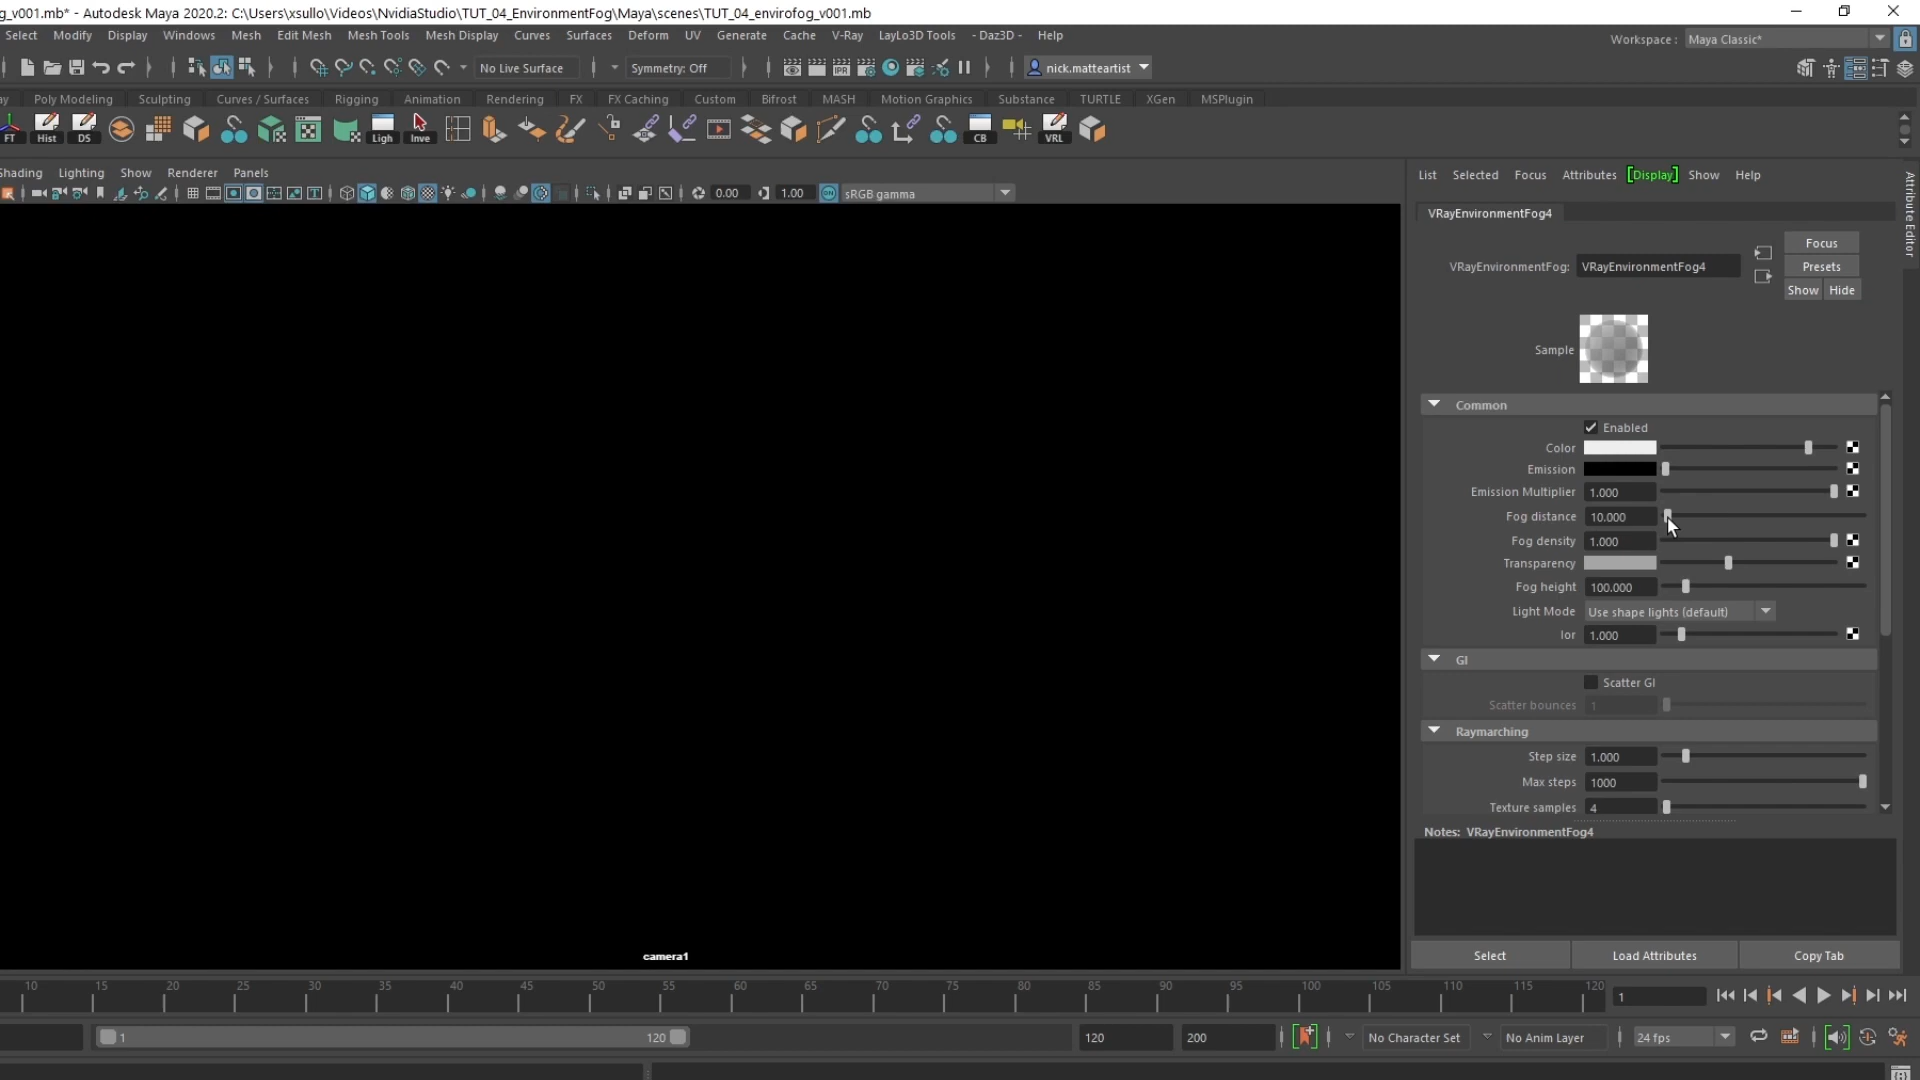 g_v001.mb* - Autodesk Maya 2020.2: C:\Users\xsullo\Videos\NvidiaStudio\TUT_04_EnvironmentFog\Maya\scenes\TUT_04_envirofog_v001.mb
Select Modify Display Windows Mesh Edit Mesh Mesh Tools Mesh Display Curves Surfaces Deform UV Generate Cache V-Ray LayLo3D Tools - Daz3D - Help
Workspace : Maya Classic*
No Live Surface Symmetry: Off IPR nick.matteartist
ay Poly Modeling Sculpting Curves / Surfaces Rigging Animation Rendering FX FX Caching Custom Bifrost MASH Motion Graphics Substance TURTLE XGen MSPlugin
FT Hist DS Ligh Inve CB VRL
Shading Lighting Show Renderer Panels
0.00 1.00 ON sRGB gamma
List Selected Focus Attributes [Display] Show Help
Attribute Editor
VRayEnvironmentFog4
Focus
VRayEnvironmentFog: VRayEnvironmentFog4 Presets
Show Hide
Sample
Common
Enabled
Color
Emission
Emission Multiplier 1.000
Fog distance 10.000
Fog density 1.000
Transparency
Fog height 100.000
Light Mode Use shape lights (default)
Ior 1.000
GI
Scatter GI
Scatter bounces 1
Raymarching
Step size 1.000
Max steps 1000
Texture samples 4
Notes: VRayEnvironmentFog4
Select Load Attributes Copy Tab
camera1
10 15 20 25 30 35 40 45 50 55 60 65 70 75 80 85 90 95 100 105 110 115 120 1
1 120 120 200 No Character Set No Anim Layer 24 fps